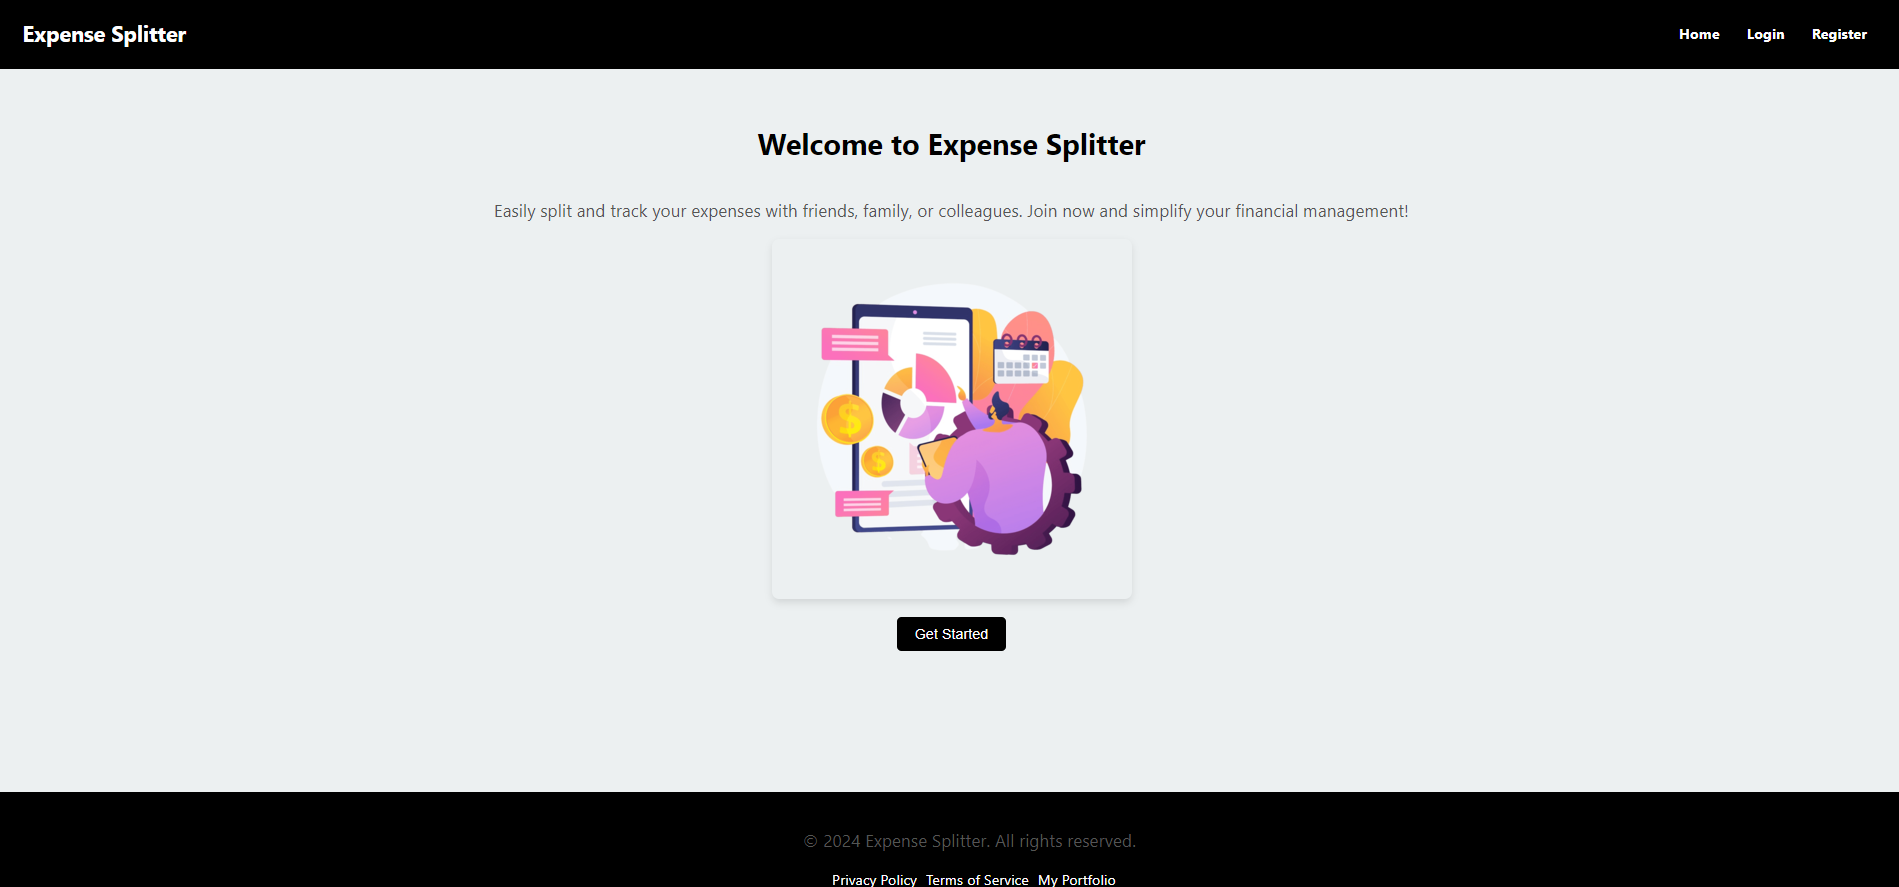 Expense Splitter
Home Login Register
Welcome to Expense Splitter
Easily split and track your expenses with friends, family, or colleagues. Join now and simplify your financial management!
$
$
Get Started
© 2024 Expense Splitter. All rights reserved.
Privacy Policy Terms of Service My Portfolio